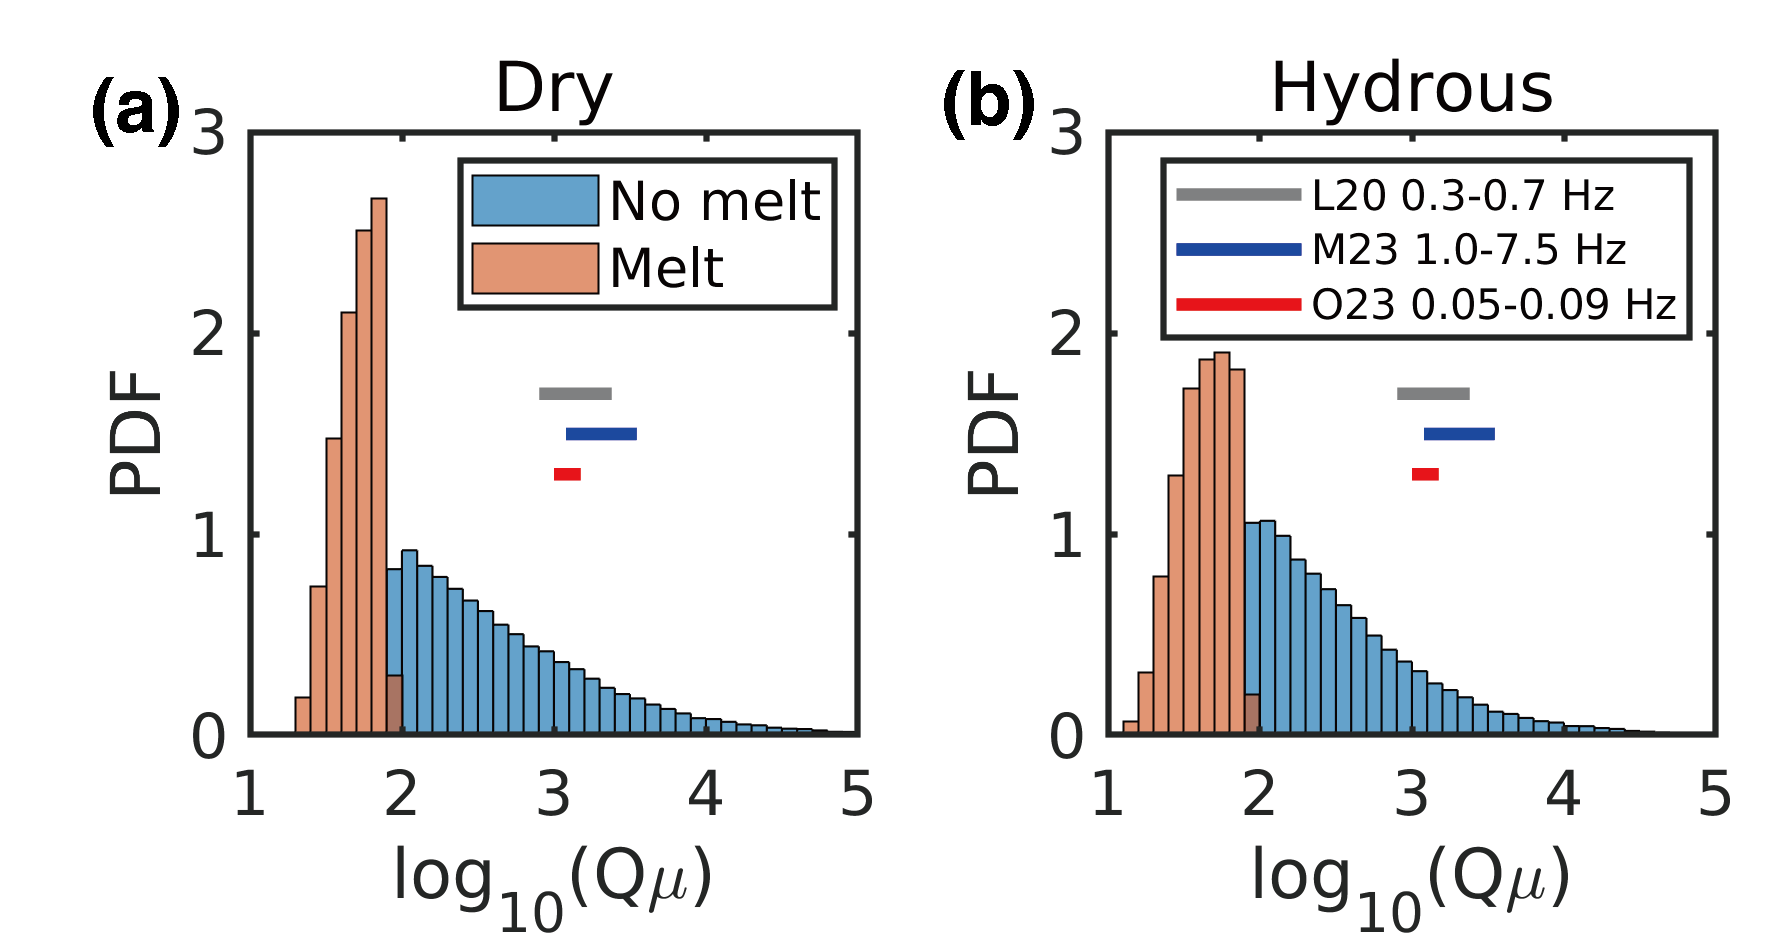 (a)
Dry
3
2
1
0
PDF
No melt
Melt
1 2 3 4 5
log10(Qμ)
(b)
Hydrous
3
2
1
0
PDF
L20 0.3-0.7 Hz
M23 1.0-7.5 Hz
O23 0.05-0.09 Hz
1 2 3 4 5
log10(Qμ)